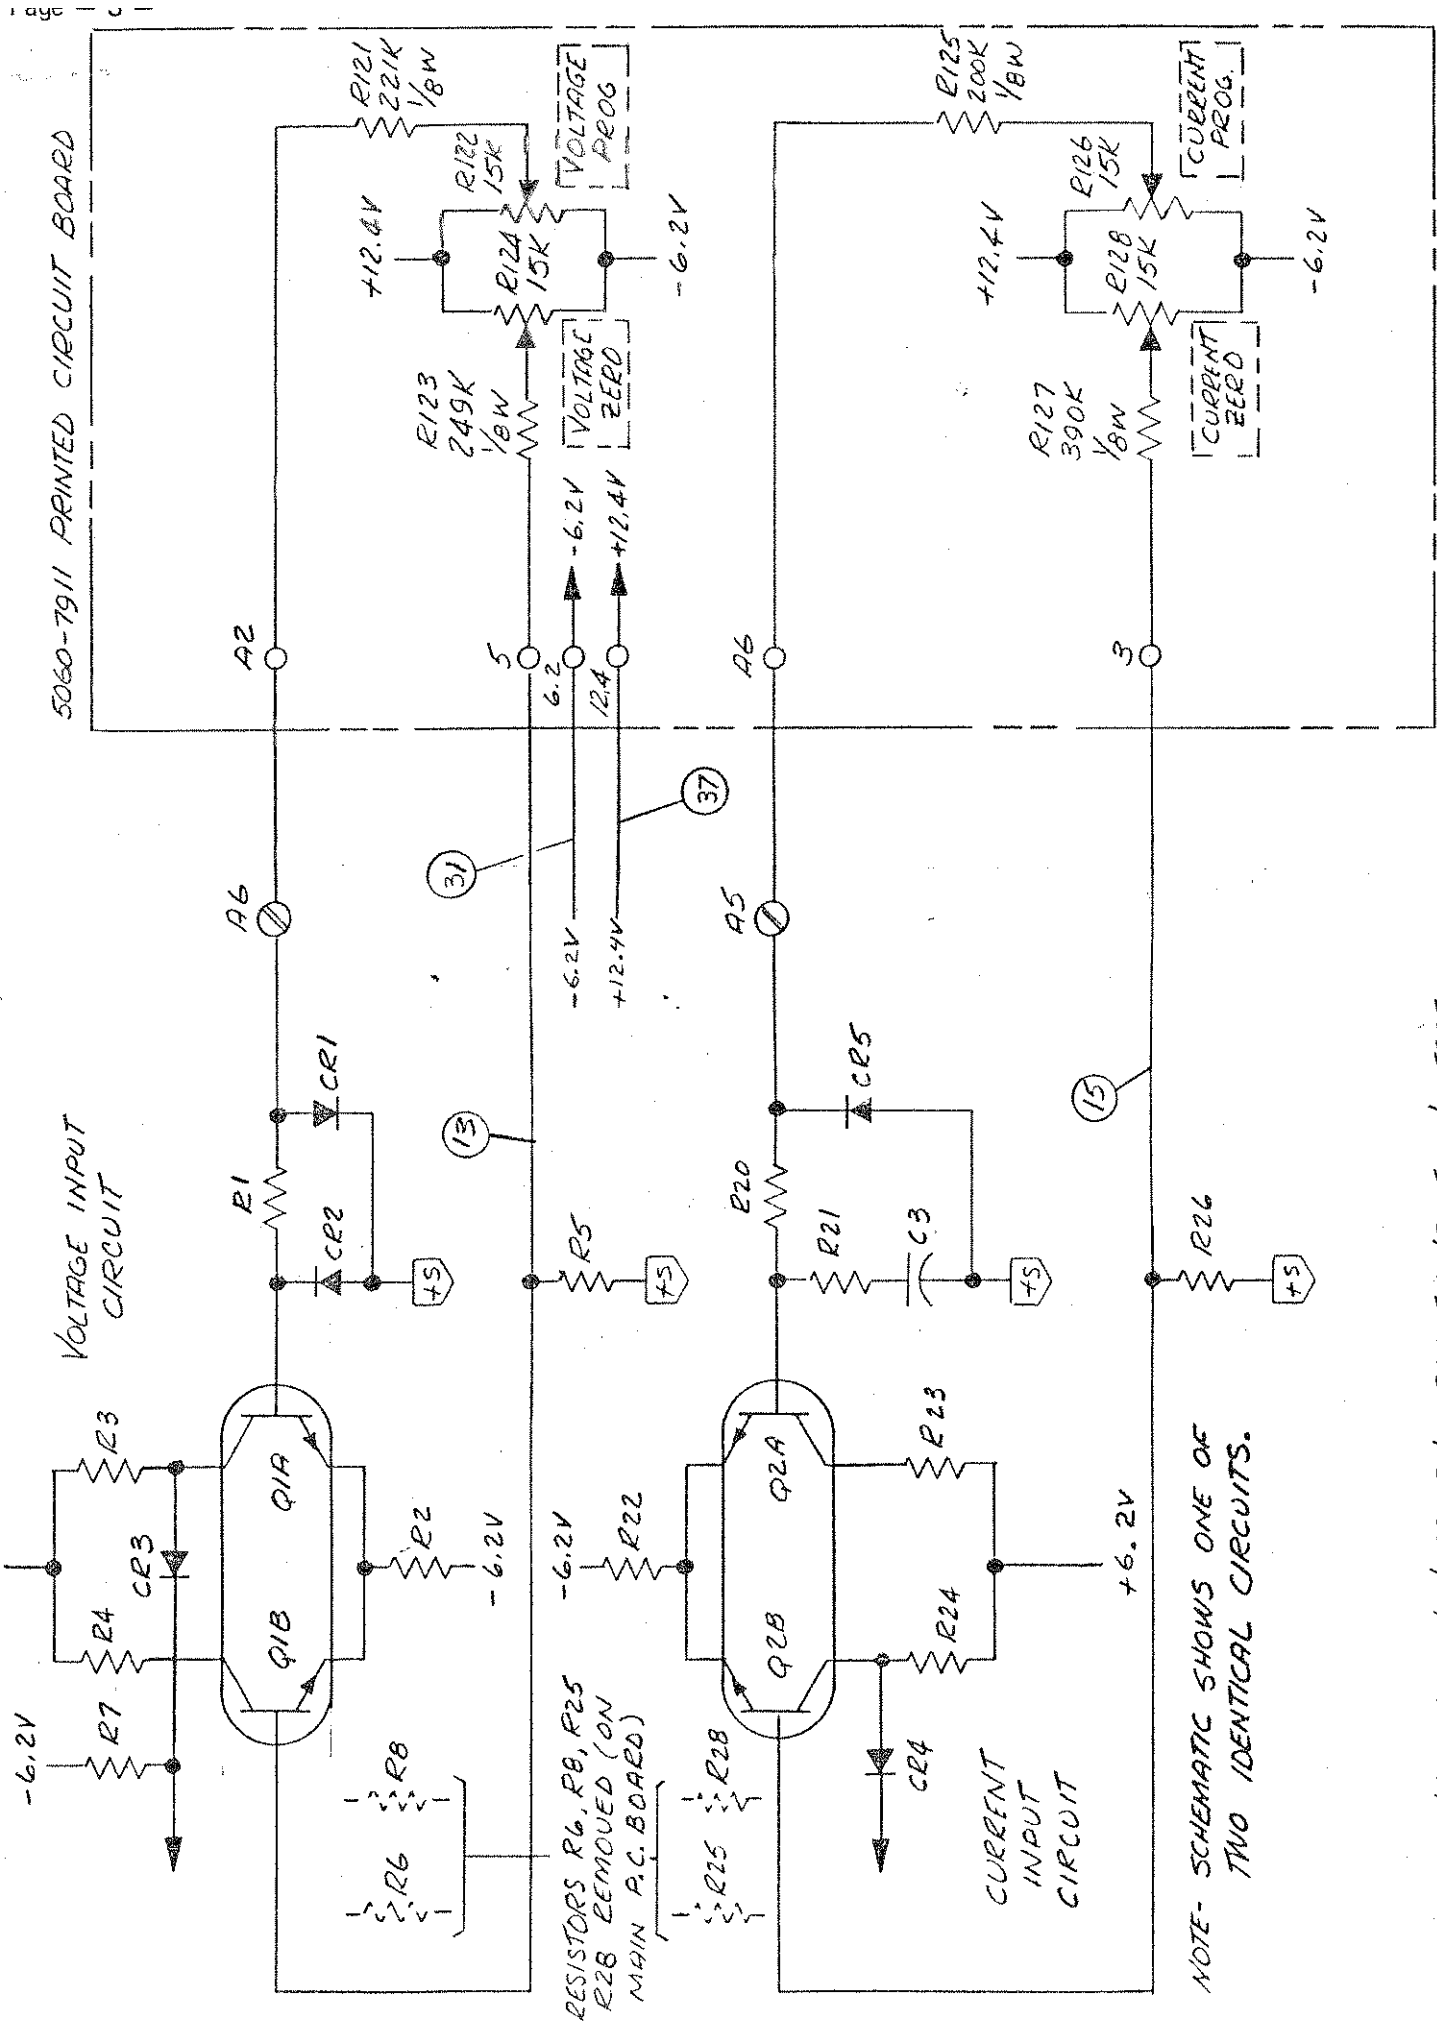 Page - 3 -
5060-7911 PRINTED CIRCUIT BOARD
VOLTAGE INPUT
CIRCUIT
-6.2V
R7
R4
R3
CR3
Q1B
Q1A
R2
-6.2V
R1
CR2
CR1
+S
A6
A2
R121
221K
1/8W
+12.4V
R122
15K
VOLTAGE
PROG
R124
15K
-6.2V
R123
249K
1/8W
VOLTAGE
ZERO
13
R5
+S
5
31
-6.2V
6.2
-6.2V
37
+12.4V
12.4
+12.4V
R6
R8
RESISTORS R6, R8, R25
R28 REMOVED (ON
MAIN P.C. BOARD)
R25
R28
-6.2V
R22
Q2B
Q2A
R24
R23
CR4
+6.2V
CURRENT
INPUT
CIRCUIT
R20
R21
C3
CR5
+S
A5
A6
R125
200K
1/8W
+12.4V
R126
15K
CURRENT
PROG.
R128
15K
-6.2V
R127
390K
1/8W
CURRENT
ZERO
15
3
R26
+S
NOTE- SCHEMATIC SHOWS ONE OF
TWO IDENTICAL CIRCUITS.